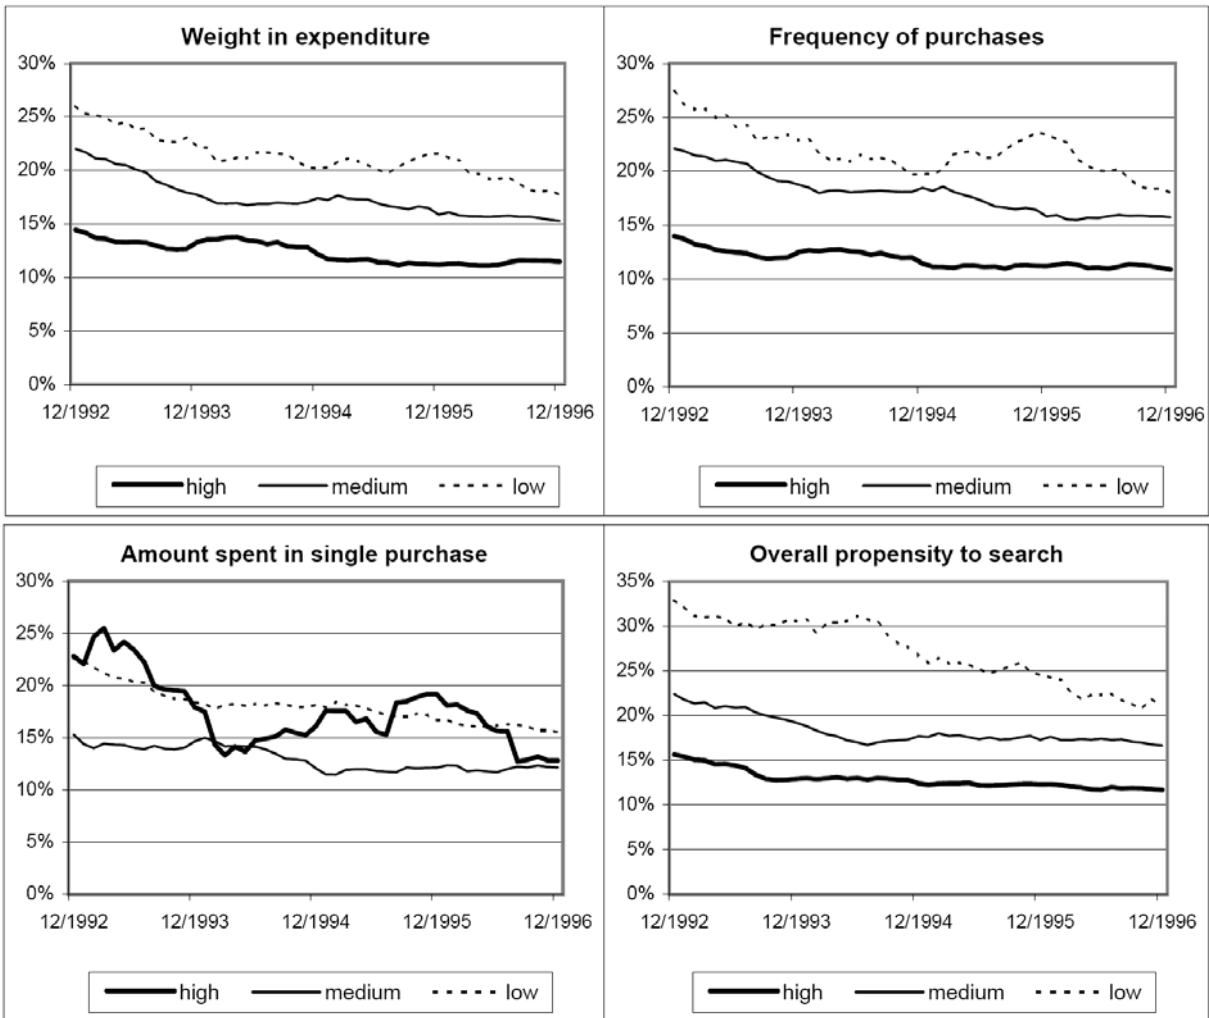 Weight in expenditure
30%
25%
20%
15%
10%
5%
0%
12/1992 12/1993 12/1994 12/1995 12/1996
high medium low
Frequency of purchases
30%
25%
20%
15%
10%
5%
0%
12/1992 12/1993 12/1994 12/1995 12/1996
high medium low
Amount spent in single purchase
30%
25%
20%
15%
10%
5%
0%
12/1992 12/1993 12/1994 12/1995 12/1996
high medium low
Overall propensity to search
35%
30%
25%
20%
15%
10%
5%
0%
12/1992 12/1993 12/1994 12/1995 12/1996
high medium low